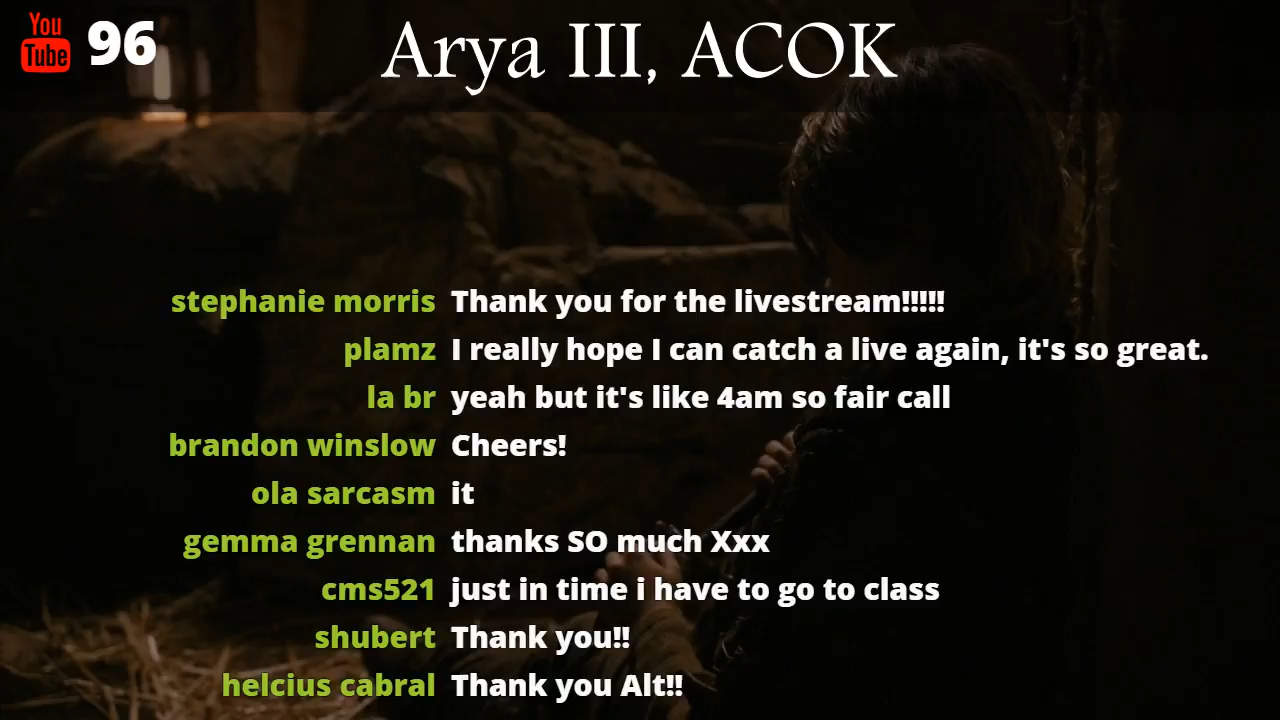 You
Tube 96
Arya III, ACOK
stephanie morris Thank you for the livestream!!!!!
plamz I really hope I can catch a live again, it's so great.
la br yeah but it's like 4am so fair call
brandon winslow Cheers!
ola sarcasm it
gemma grennan thanks SO much Xxx
cms521 just in time i have to go to class
shubert Thank you!!
helcius cabral Thank you Alt!!